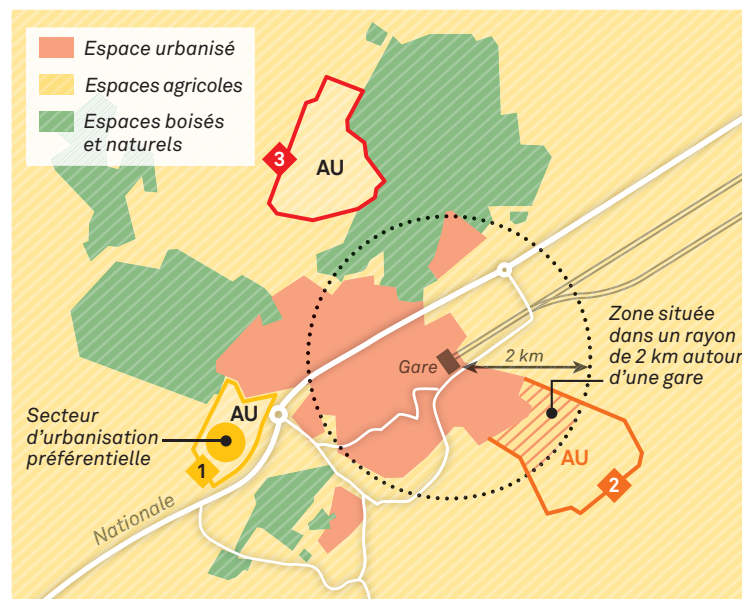 Espace urbanisé
Espaces agricoles
Espaces boisés
et naturels
3
AU
Zone située
dans un rayon
de 2 km autour
d'une gare
Gare
2 km
Secteur
d'urbanisation
préférentielle
AU
1
AU
2
Nationale